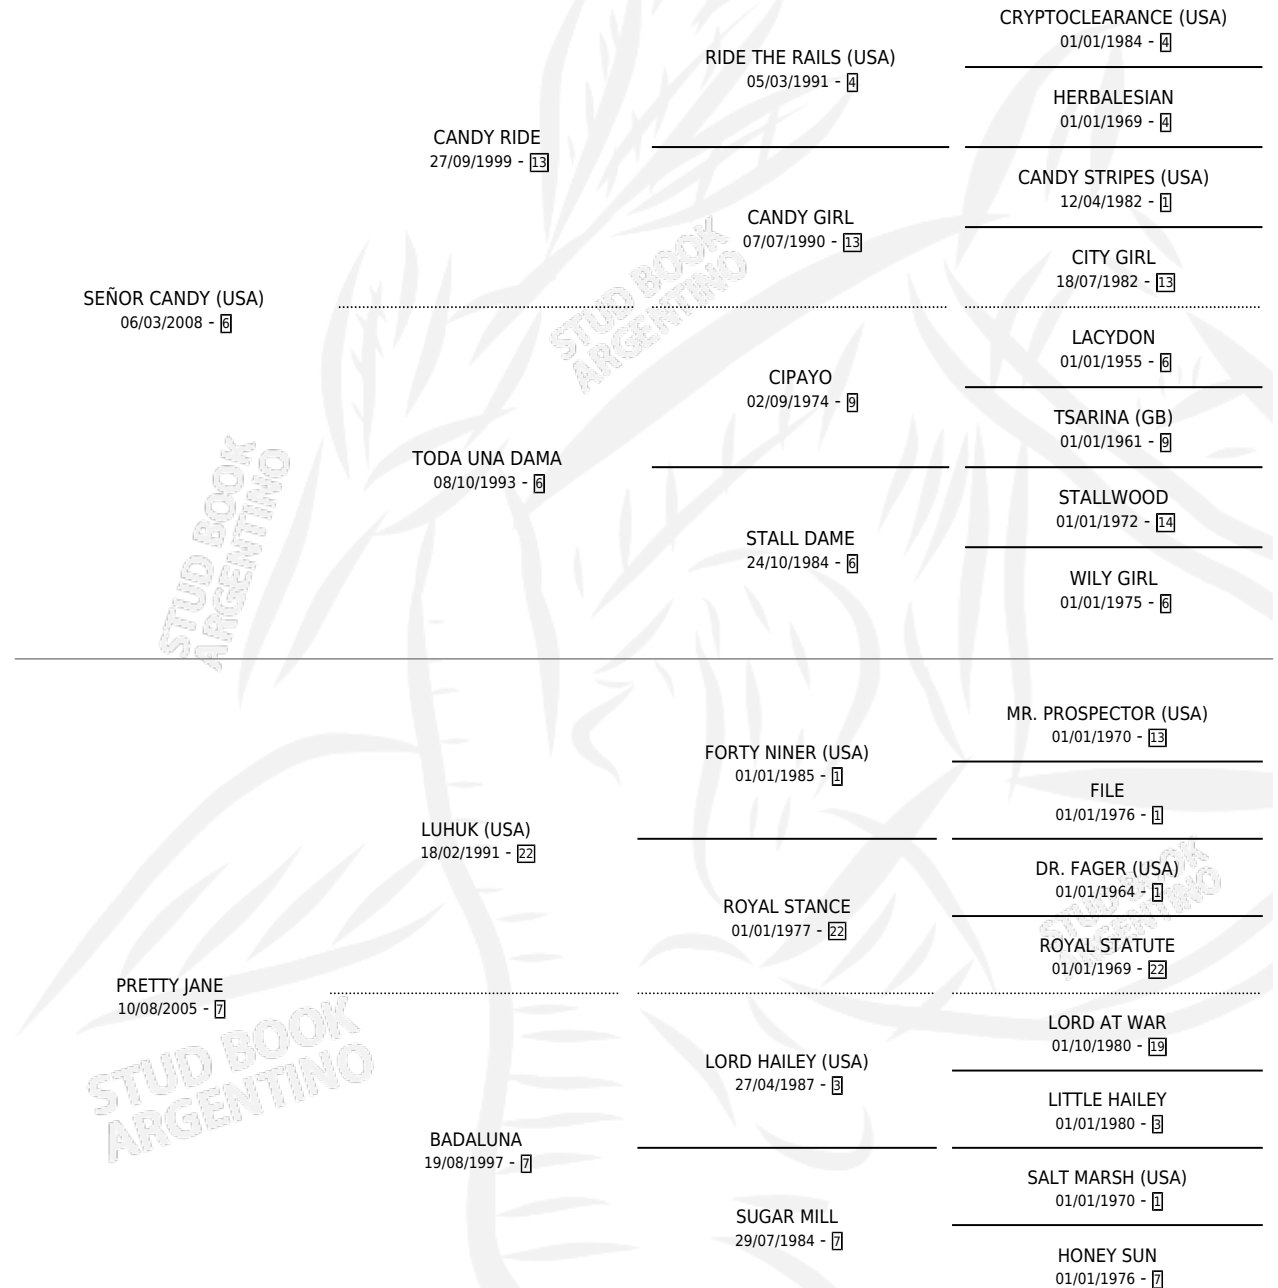 CRYPTOCLEARANCE (USA)
01/01/1984 - 4
RIDE THE RAILS (USA)
05/03/1991 - 4
HERBALESIAN
01/01/1969 - 4
CANDY RIDE
27/09/1999 - 13
CANDY STRIPES (USA)
12/04/1982 - 1
CANDY GIRL
07/07/1990 - 13
CITY GIRL
18/07/1982 - 13
SEÑOR CANDY (USA)
06/03/2008 - 6
LACYDON
01/01/1955 - 6
CIPAYO
02/09/1974 - 9
TSARINA (GB)
01/01/1961 - 9
TODA UNA DAMA
08/10/1993 - 6
STALLWOOD
01/01/1972 - 14
STALL DAME
24/10/1984 - 6
WILY GIRL
01/01/1975 - 6
MR. PROSPECTOR (USA)
01/01/1970 - 13
FORTY NINER (USA)
01/01/1985 - 1
FILE
01/01/1976 - 1
LUHUK (USA)
18/02/1991 - 22
DR. FAGER (USA)
01/01/1964 - 1
ROYAL STANCE
01/01/1977 - 22
ROYAL STATUTE
01/01/1969 - 22
PRETTY JANE
10/08/2005 - 7
LORD AT WAR
01/10/1980 - 19
LORD HAILEY (USA)
27/04/1987 - 3
LITTLE HAILEY
01/01/1980 - 3
BADALUNA
19/08/1997 - 7
SALT MARSH (USA)
01/01/1970 - 1
SUGAR MILL
29/07/1984 - 7
HONEY SUN
01/01/1976 - 7
STUD BOOK
ARGENTINO
STUD BOOK
ARGENTINO
STUD BOOK
ARGENTINO
STUD BOOK
ARGENTINO